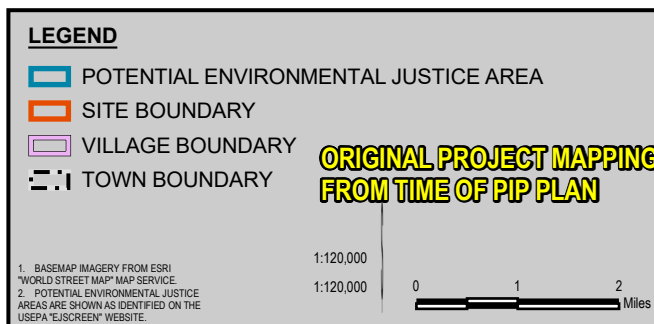 LEGEND
POTENTIAL ENVIRONMENTAL JUSTICE AREA
SITE BOUNDARY
VILLAGE BOUNDARY
TOWN BOUNDARY
ORIGINAL PROJECT MAPPING
FROM TIME OF PIP PLAN
1. BASEMAP IMAGERY FROM ESRI
"WORLD STREET MAP" MAP SERVICE.
2. POTENTIAL ENVIRONMENTAL JUSTICE
AREAS ARE SHOWN AS IDENTIFIED ON THE
USEPA "EJSCREEN" WEBSITE.
1:120,000
1:120,000
0 1 2
Miles